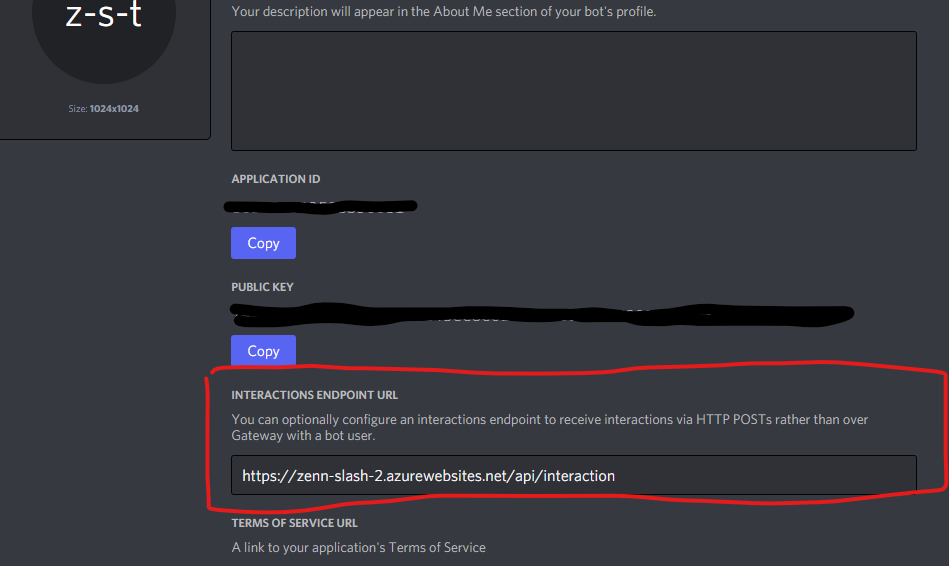 Your description will appear in the About Me section of your bot's profile.
z-s-t
Size: 1024x1024
APPLICATION ID
Copy
PUBLIC KEY
Copy
INTERACTIONS ENDPOINT URL
You can optionally configure an interactions endpoint to receive interactions via HTTP POSTs rather than over
Gateway with a bot user.
https://zenn-slash-2.azurewebsites.net/api/interaction
TERMS OF SERVICE URL
A link to your application's Terms of Service